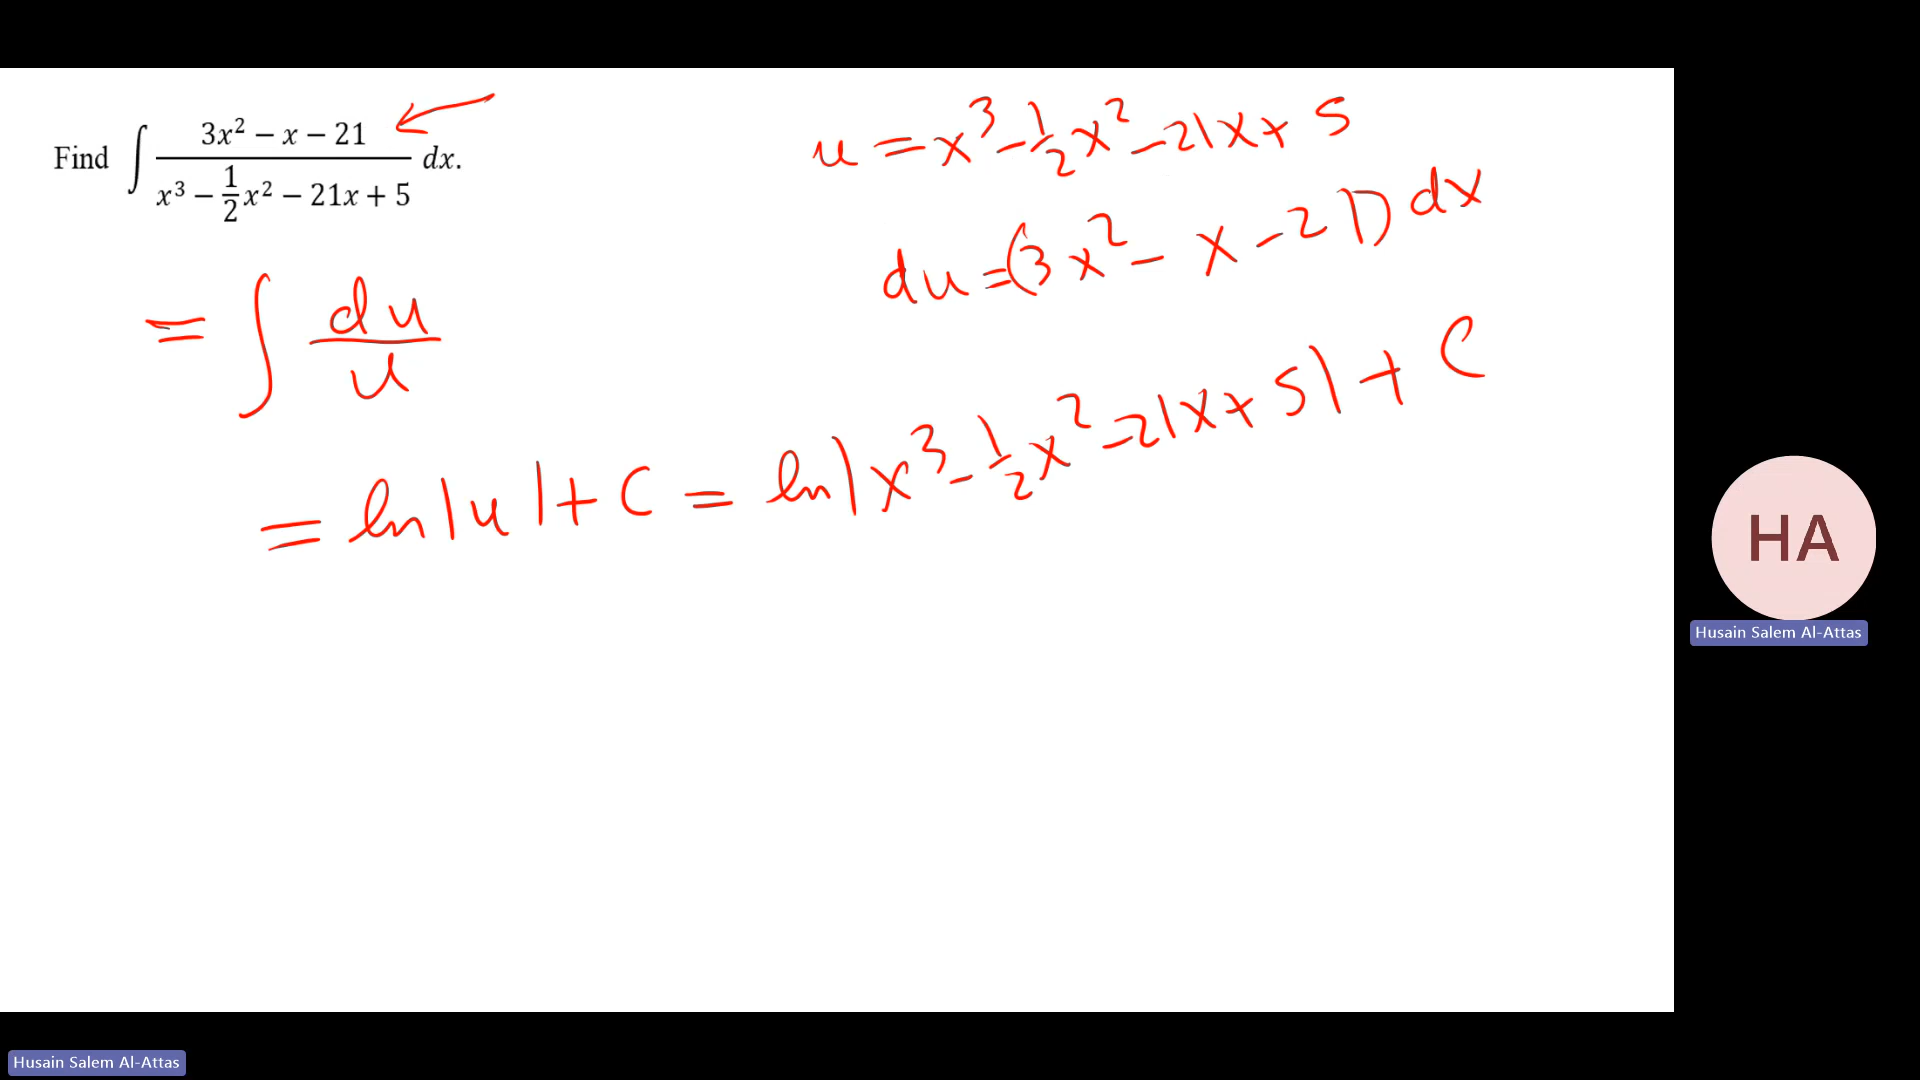 Find ∫ (3x² − x − 21)/(x³ − ½x² − 21x + 5) dx.
u = x³ − ½x² − 21x + 5
du = (3x² − x − 21) dx
= ∫ du/u
= ln|u| + C = ln|x³ − ½x² − 21x + 5| + C
HA
Husain Salem Al-Attas
Husain Salem Al-Attas